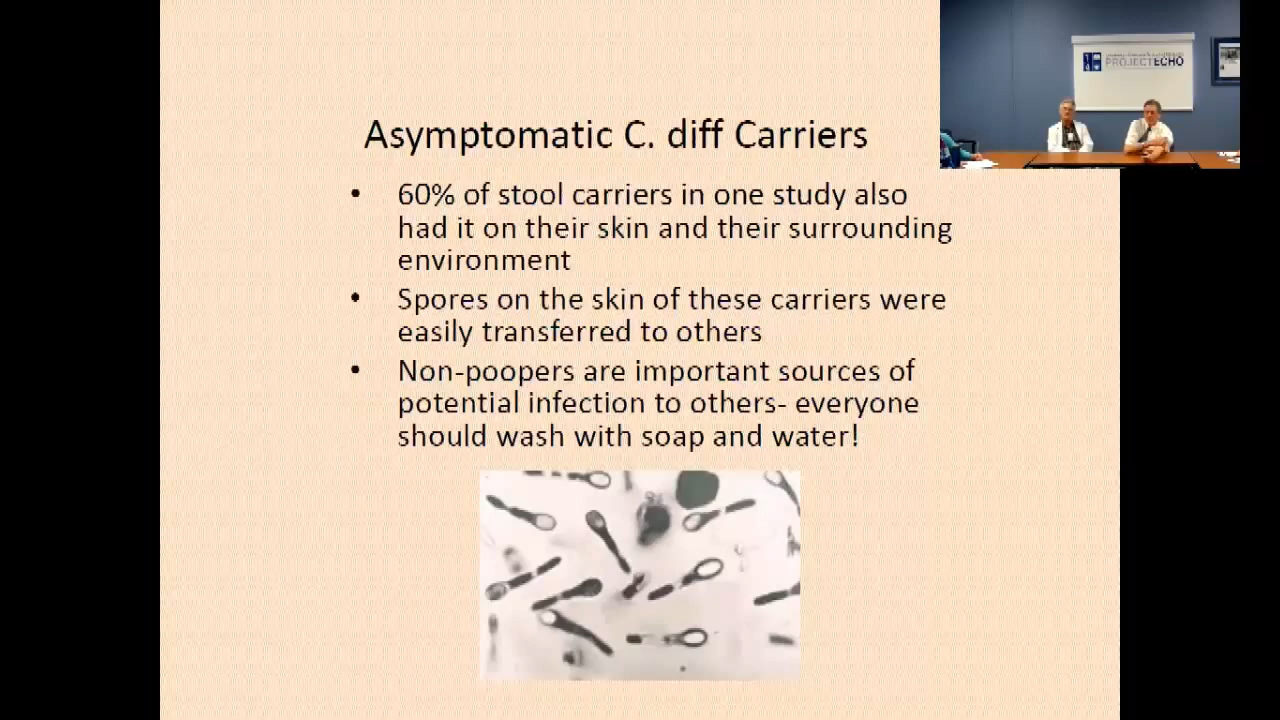 PROJECTECHO
Asymptomatic C. diff Carriers
• 60% of stool carriers in one study also
had it on their skin and their surrounding
environment
• Spores on the skin of these carriers were
easily transferred to others
• Non-poopers are important sources of
potential infection to others- everyone
should wash with soap and water!